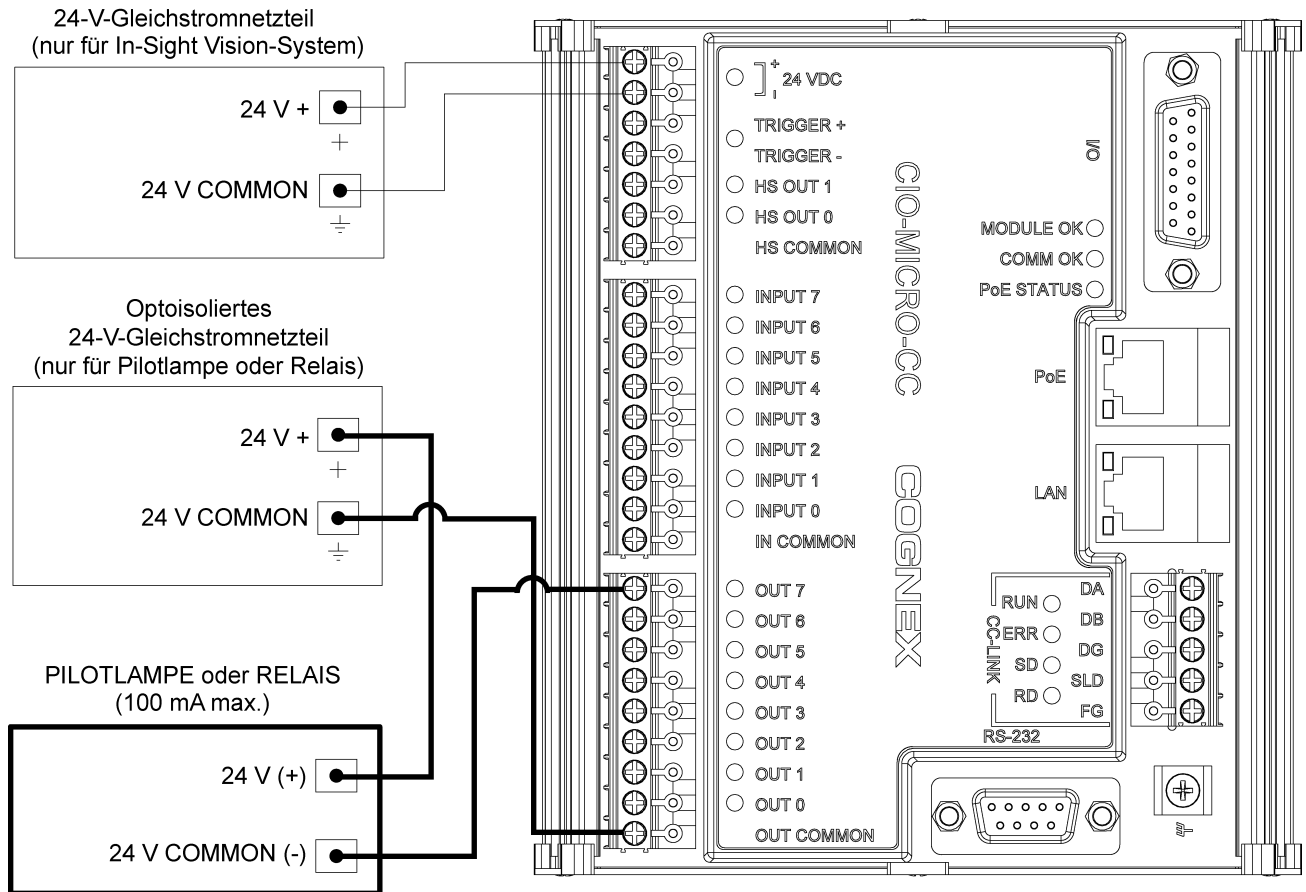 24-V-Gleichstromnetzteil
(nur für In-Sight Vision-System)
24 V +
+
24 V COMMON
Optoisoliertes
24-V-Gleichstromnetzteil
(nur für Pilotlampe oder Relais)
24 V +
+
24 V COMMON
PILOTLAMPE oder RELAIS
(100 mA max.)
24 V (+)
24 V COMMON (-)
+
24 VDC
-
TRIGGER +
TRIGGER -
HS OUT 1
HS OUT 0
HS COMMON
INPUT 7
INPUT 6
INPUT 5
INPUT 4
INPUT 3
INPUT 2
INPUT 1
INPUT 0
IN COMMON
OUT 7
OUT 6
OUT 5
OUT 4
OUT 3
OUT 2
OUT 1
OUT 0
OUT COMMON
CIO-MICRO-CC
COGNEX
I/O
MODULE OK
COMM OK
PoE STATUS
PoE
LAN
CC-LINK
RUN
ERR
SD
RD
DA
DB
DG
SLD
FG
RS-232